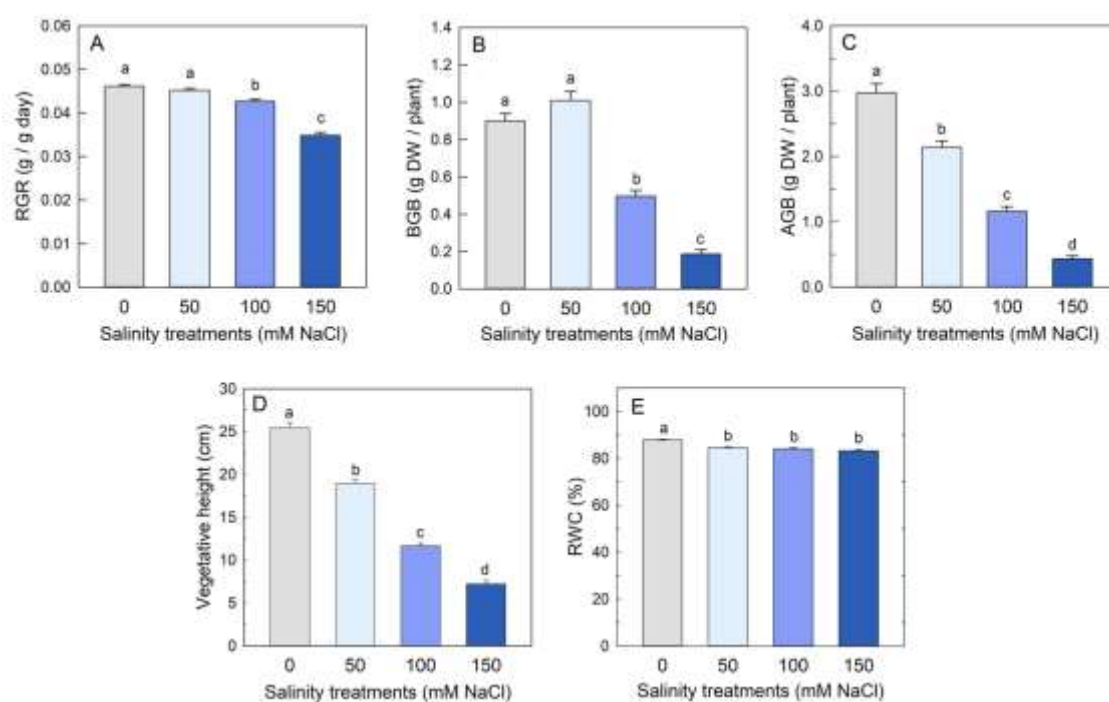 A
RGR (g / g day)
0.06
0.05
0.04
0.03
0.02
0.01
0.00
a
a
b
c
0
50
100
150
Salinity treatments (mM NaCl)
B
BGB (g DW / plant)
1.4
1.2
1.0
0.8
0.6
0.4
0.2
0.0
a
a
b
c
0
50
100
150
Salinity treatments (mM NaCl)
C
AGB (g DW / plant)
4.0
3.0
2.0
1.0
0.0
a
b
c
d
0
50
100
150
Salinity treatments (mM NaCl)
D
Vegetative height (cm)
30
25
20
15
10
5
0
a
b
c
d
0
50
100
150
Salinity treatments (mM NaCl)
E
RWC (%)
100
80
60
40
20
0
a
b
b
b
0
50
100
150
Salinity treatments (mM NaCl)